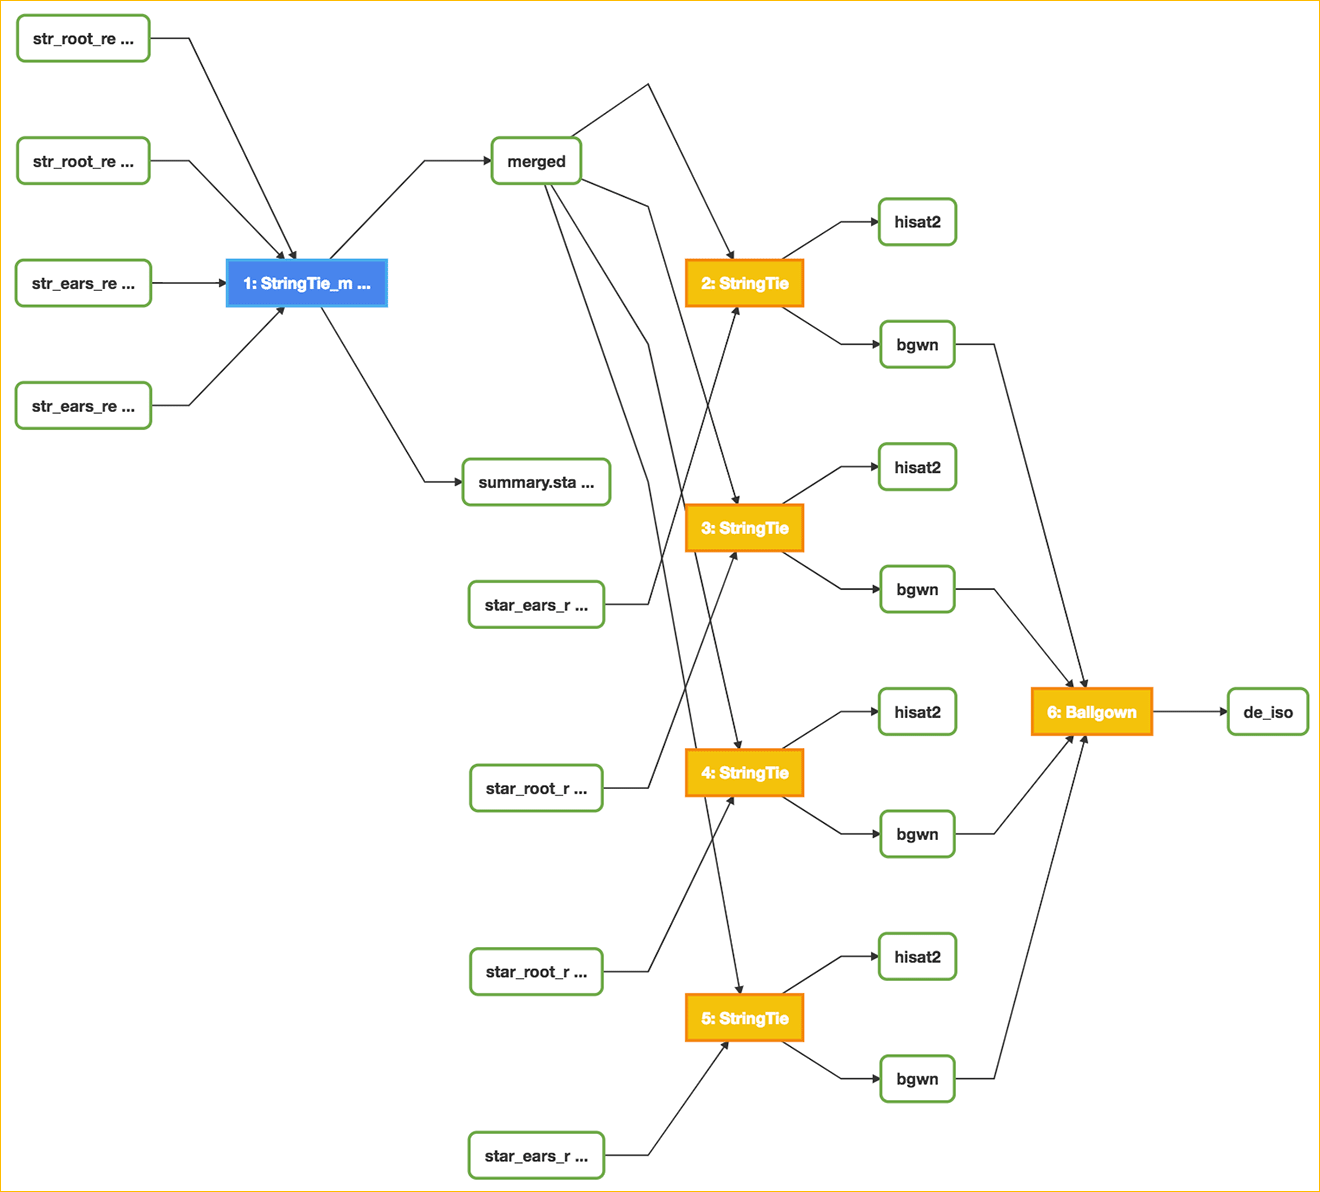 str_root_re ...
str_root_re ...
str_ears_re ...
str_ears_re ...
1: StringTie_m ...
merged
summary.sta ...
star_ears_r ...
star_root_r ...
star_root_r ...
star_ears_r ...
2: StringTie
3: StringTie
4: StringTie
5: StringTie
hisat2
bgwn
hisat2
bgwn
hisat2
bgwn
hisat2
bgwn
6: Ballgown
de_iso